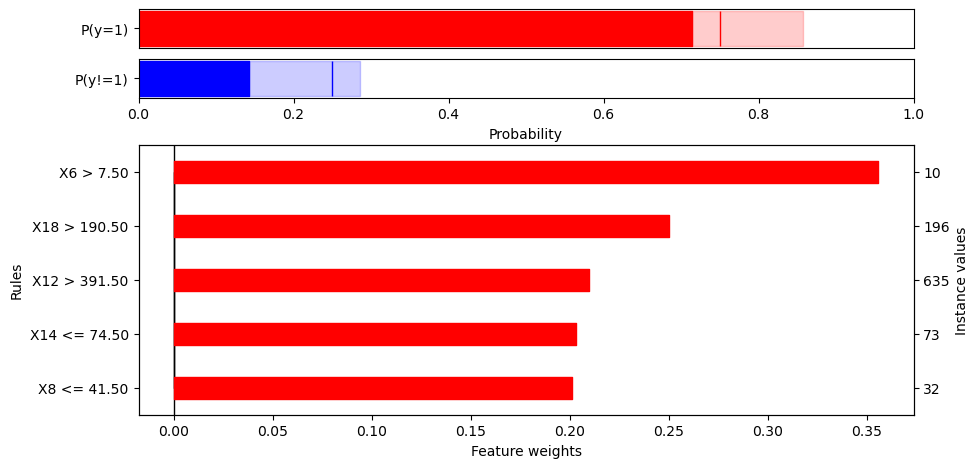 P(y=1)
P(y!=1)
0.0 0.2 0.4 0.6 0.8 1.0
Probability
X6 > 7.50 10
X18 > 190.50 196
X12 > 391.50 635
X14 <= 74.50 73
X8 <= 41.50 32
Rules
Instance values
0.00 0.05 0.10 0.15 0.20 0.25 0.30 0.35
Feature weights